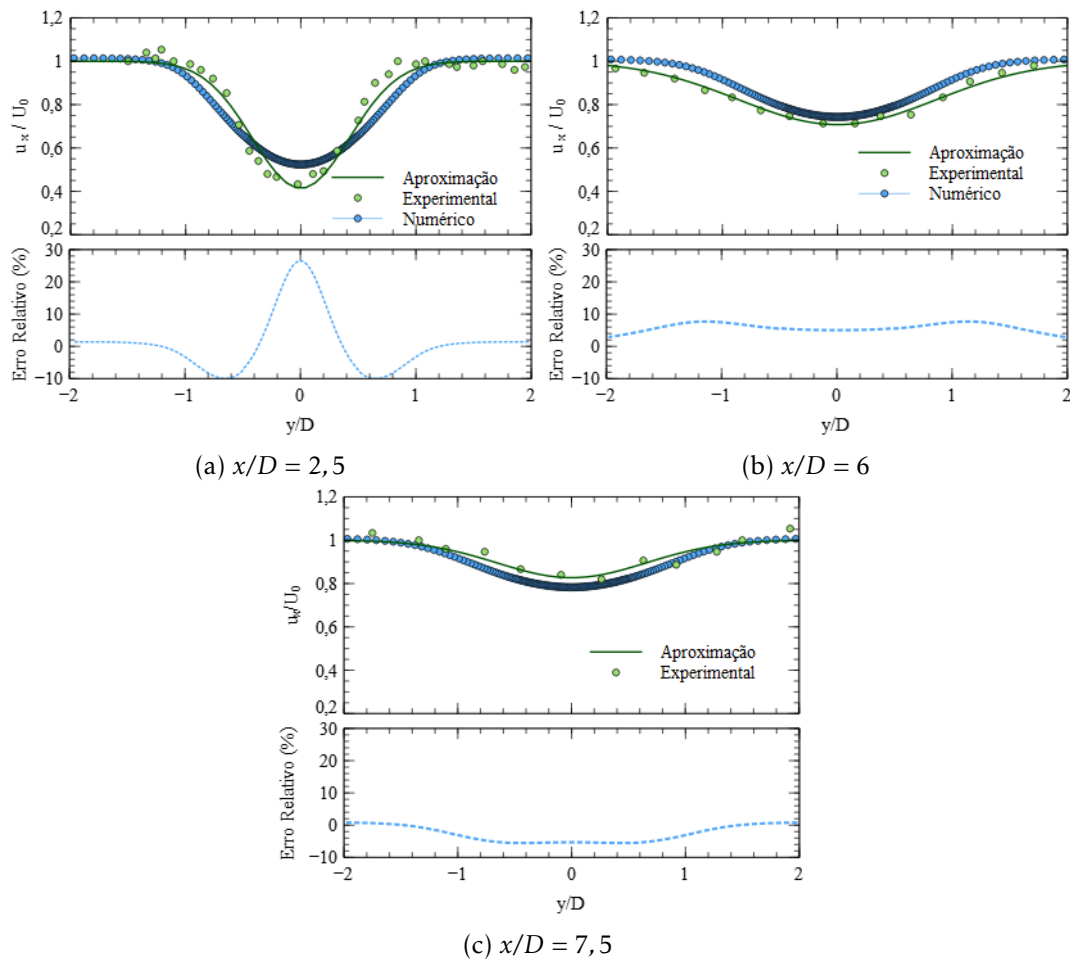 1,2
1
0,8
0,6
0,4
0,2
u_x / U_0
Aproximação
Experimental
Numérico
30
20
10
0
−10
Erro Relativo (%)
−2
−1
0
1
2
y/D
(a) x/D = 2,5
1,2
1
0,8
0,6
0,4
0,2
u_x / U_0
Aproximação
Experimental
Numérico
30
20
10
0
−10
Erro Relativo (%)
−2
−1
0
1
2
y/D
(b) x/D = 6
1,2
1
0,8
0,6
0,4
0,2
u_x/U_0
Aproximação
Experimental
30
20
10
0
−10
Erro Relativo (%)
−2
−1
0
1
2
y/D
(c) x/D = 7,5